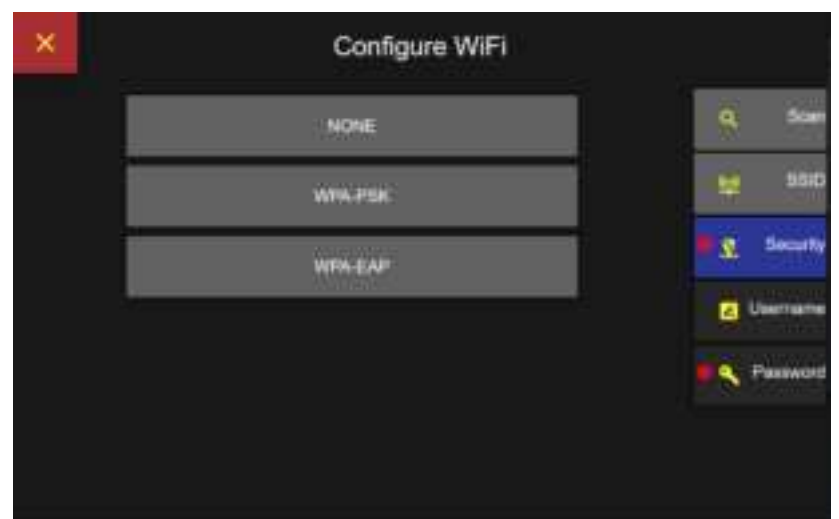 Configure WiFi
NONE
WPA-PSK
WPA-EAP
Scan
SSID
Security
Username
Password